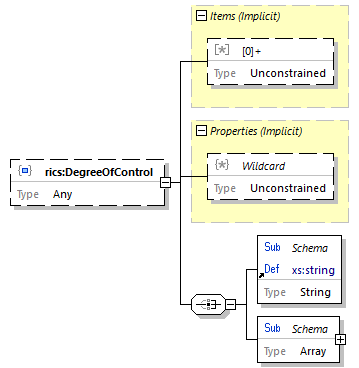 Items (Implicit)
[0]+
Type Unconstrained
Properties (Implicit)
Wildcard
Type Unconstrained
rics:DegreeOfControl
Type Any
Sub Schema
Def xs:string
Type String
Sub Schema
Type Array